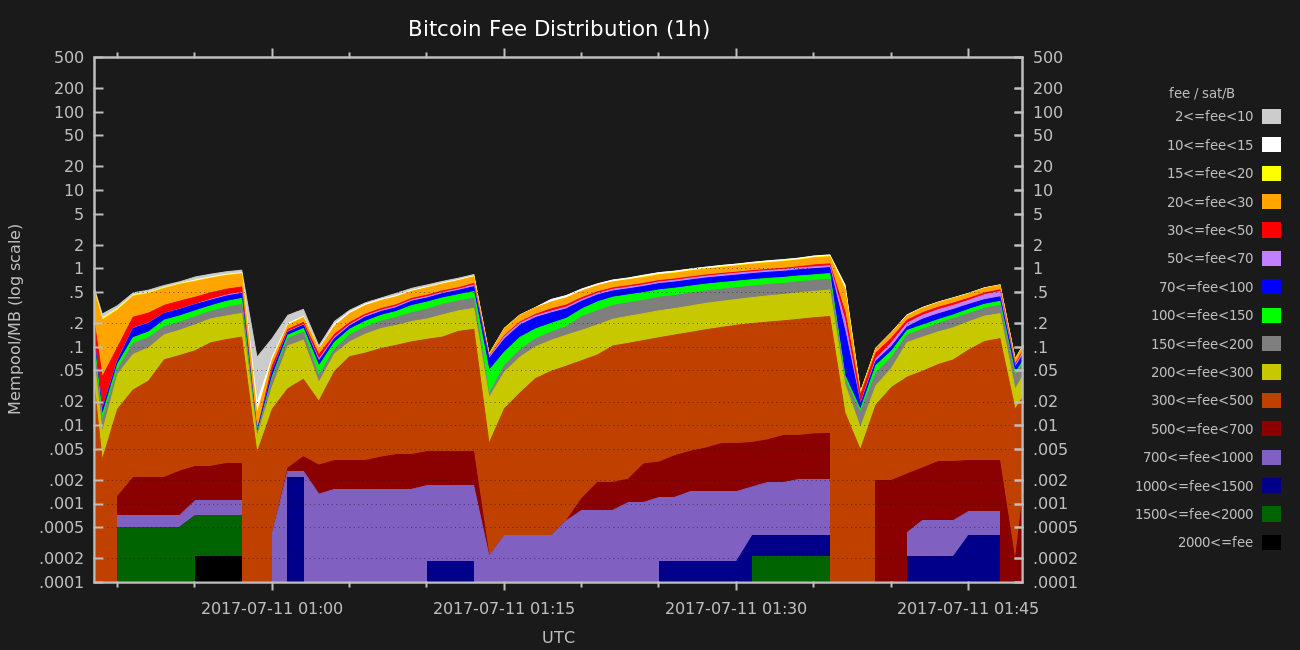 Bitcoin Fee Distribution (1h)
Mempool/MB (log scale)
500
200
100
50
20
10
5
2
1
.5
.2
.1
.05
.02
.01
.005
.002
.001
.0005
.0002
.0001
500
200
100
50
20
10
5
2
1
.5
.2
.1
.05
.02
.01
.005
.002
.001
.0005
.0002
.0001
2017-07-11 01:00
2017-07-11 01:15
2017-07-11 01:30
2017-07-11 01:45
UTC
fee / sat/B
2<=fee<10
10<=fee<15
15<=fee<20
20<=fee<30
30<=fee<50
50<=fee<70
70<=fee<100
100<=fee<150
150<=fee<200
200<=fee<300
300<=fee<500
500<=fee<700
700<=fee<1000
1000<=fee<1500
1500<=fee<2000
2000<=fee